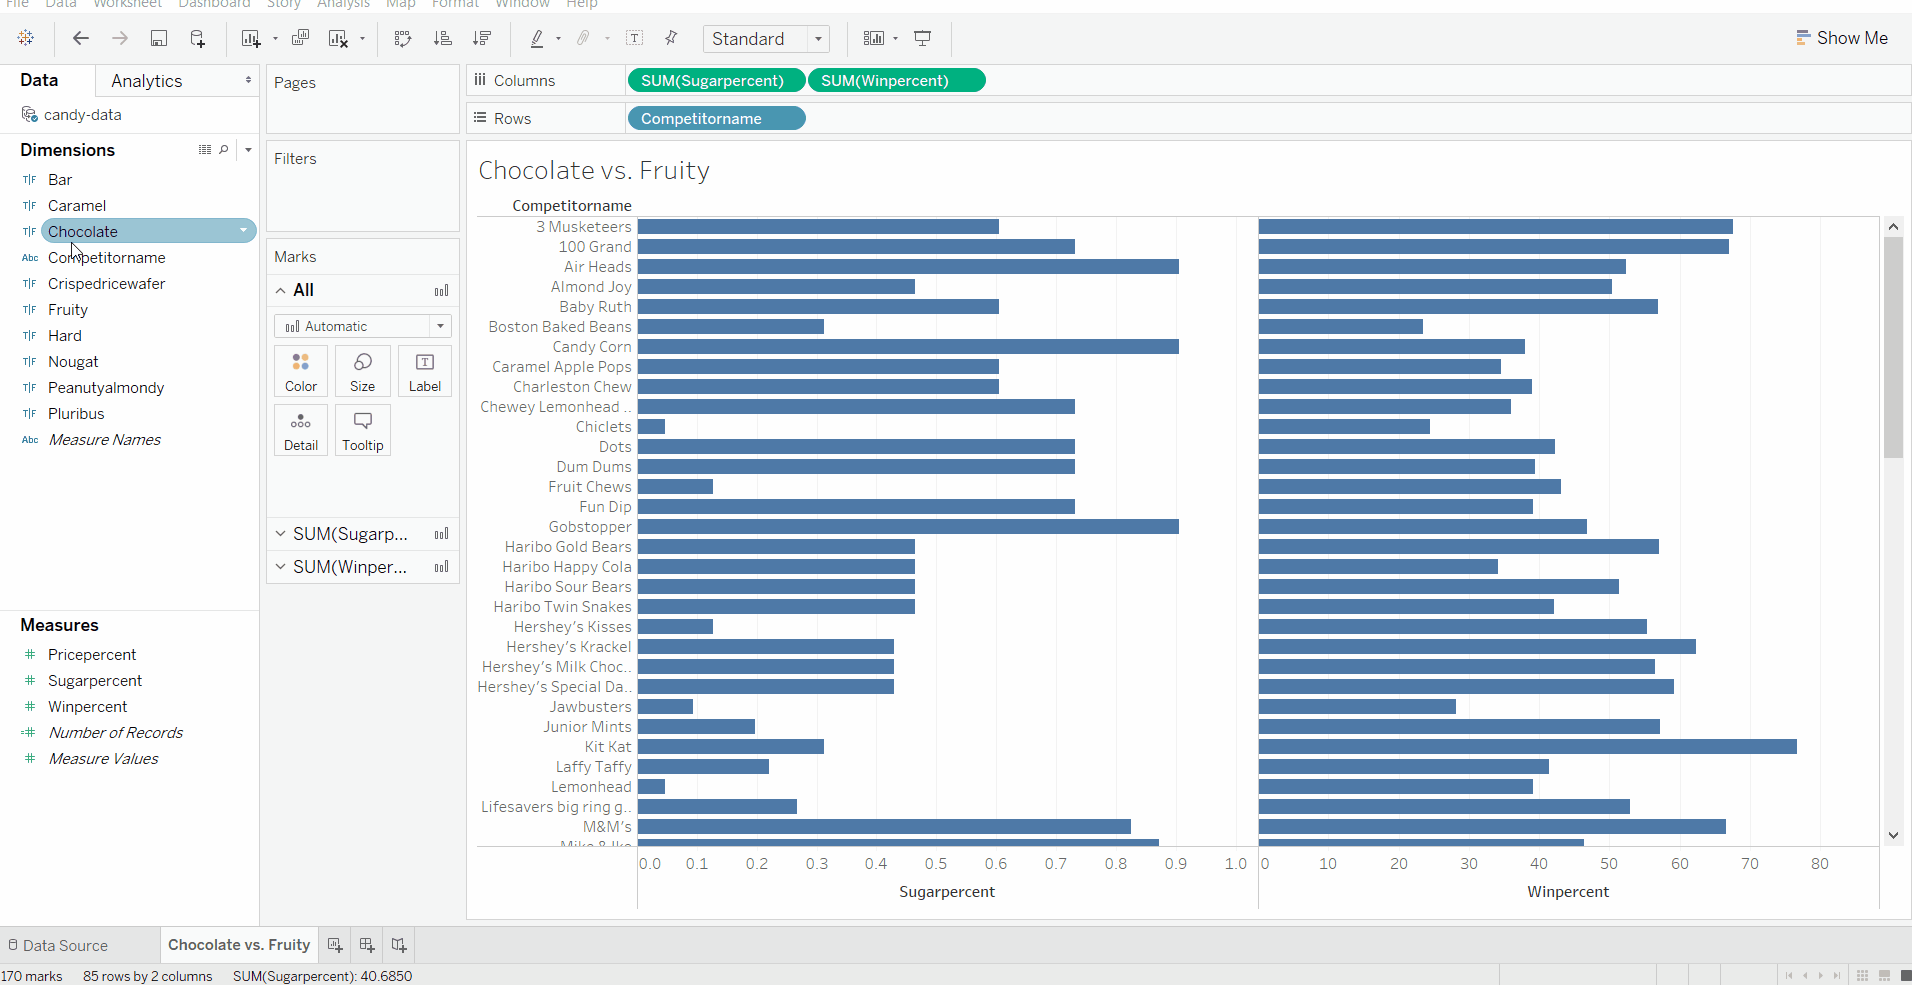 File Data Worksheet Dashboard Story Analysis Map Format Window Help
Standard
Show Me
Data Analytics
candy-data
Dimensions
Bar
Caramel
Chocolate
Competitorname
Crispedricewafer
Fruity
Hard
Nougat
Peanutyalmondy
Pluribus
Measure Names
Measures
Pricepercent
Sugarpercent
Winpercent
Number of Records
Measure Values
Pages
Filters
Marks
All
Automatic
Color Size Label
Detail Tooltip
SUM(Sugarp...
SUM(Winper...
Columns SUM(Sugarpercent) SUM(Winpercent)
Rows Competitorname
Chocolate vs. Fruity
Competitorname
3 Musketeers
100 Grand
Air Heads
Almond Joy
Baby Ruth
Boston Baked Beans
Candy Corn
Caramel Apple Pops
Charleston Chew
Chewey Lemonhead ..
Chiclets
Dots
Dum Dums
Fruit Chews
Fun Dip
Gobstopper
Haribo Gold Bears
Haribo Happy Cola
Haribo Sour Bears
Haribo Twin Snakes
Hershey's Kisses
Hershey's Krackel
Hershey's Milk Choc..
Hershey's Special Da..
Jawbusters
Junior Mints
Kit Kat
Laffy Taffy
Lemonhead
Lifesavers big ring g..
M&M's
Mike & Ike
0.0 0.1 0.2 0.3 0.4 0.5 0.6 0.7 0.8 0.9 1.0 0 10 20 30 40 50 60 70 80
Sugarpercent Winpercent
Data Source Chocolate vs. Fruity
170 marks 85 rows by 2 columns SUM(Sugarpercent): 40.6850